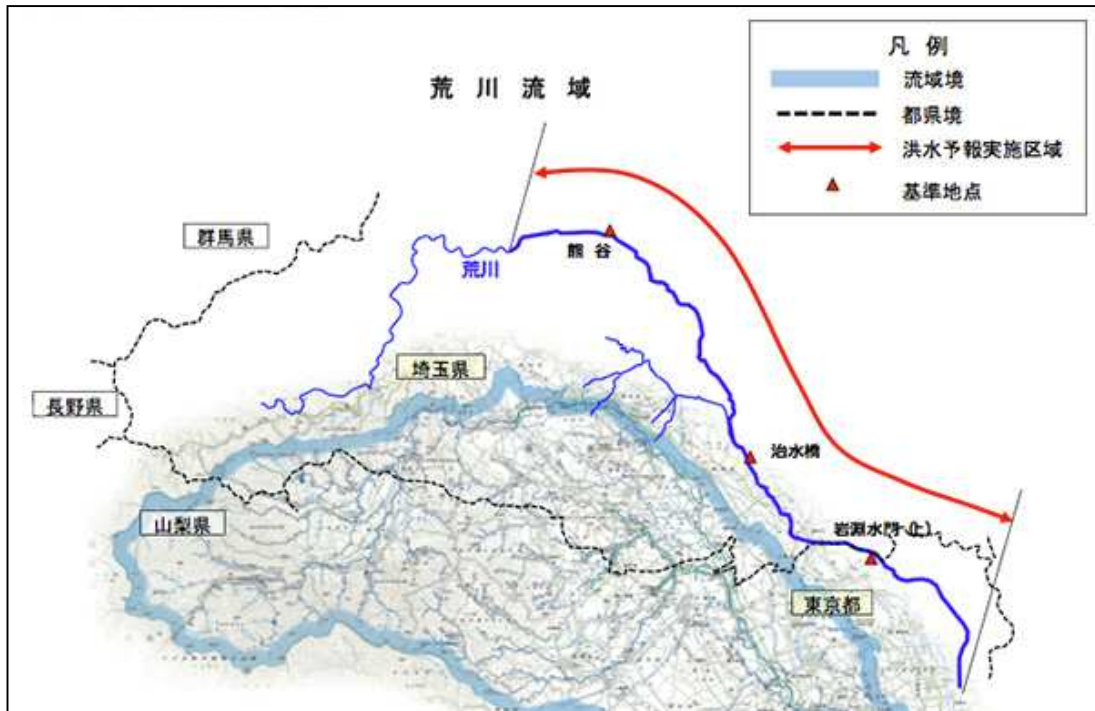 凡 例
流域境
都県境
洪水予報実施区域
基準地点
荒 川 流 域
群馬県
熊 谷
荒川
埼玉県
長野県
治水橋
山梨県
岩淵水門(上)
東京都